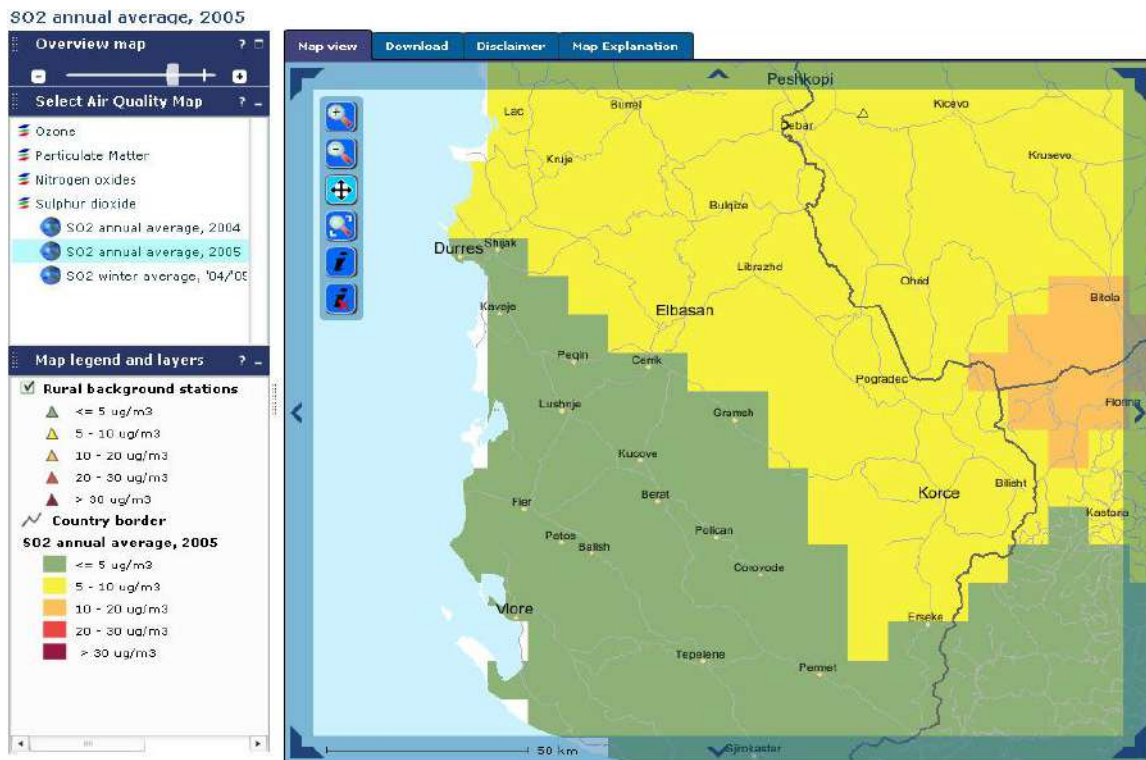 SO2 annual average, 2005
Overview map ?
Select Air Quality Map ?
Ozone
Particulate Matter
Nitrogen oxides
Sulphur dioxide
SO2 annual average, 2004
SO2 annual average, 2005
SO2 winter average, '04/'05
Map legend and layers ?
Rural background stations
<= 5 ug/m3
5 - 10 ug/m3
10 - 20 ug/m3
20 - 30 ug/m3
> 30 ug/m3
Country border
SO2 annual average, 2005
<= 5 ug/m3
5 - 10 ug/m3
10 - 20 ug/m3
20 - 30 ug/m3
> 30 ug/m3
Map view Download Disclaimer Map Explanation
Peshkopi
Lac Burrel Kicevo
Debar
Kruje Krusevo
Bulqize
Durres Shijak
Librazhd
Ohrid
Bitola
Kavaje Elbasan
Peqin Cerrik
Pogradec
Lushnje Gramsh Florina
Kucove
Bilisht
Fier Berat Korce
Kastoria
Patos Ballsh Polican
Corovode
Vlore Erseke
Tepelene Permet
50 km Gjirokaster